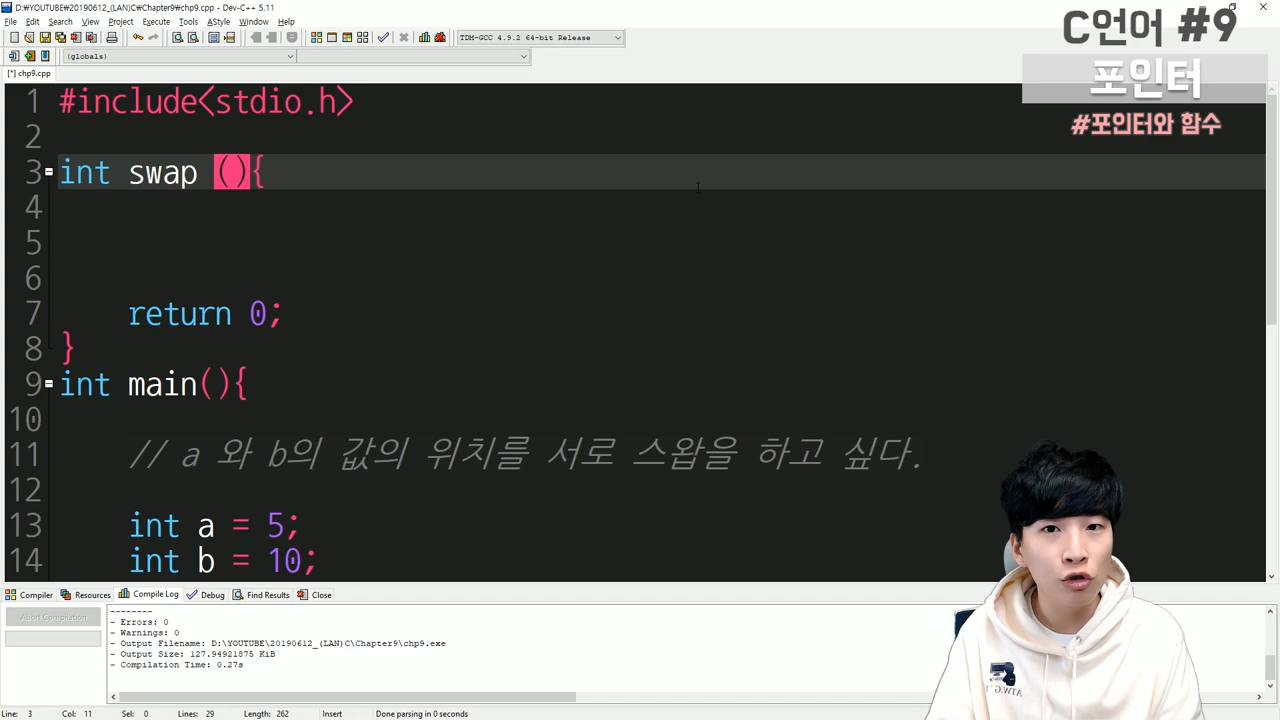 D:₩YOUTUBE₩20190612_(LAN)C₩Chapter9₩chp9.cpp - Dev-C++ 5.11
File Edit Search View Project Execute Tools AStyle Window Help
TDM-GCC 4.9.2 64-bit Release
(globals)
[*] chp9.cpp
C언어 #9
포인터
#포인터와 함수
1 #include<stdio.h>
2
3 int swap (){
4
5
6
7 return 0;
8 }
9 int main(){
10
11 // a 와 b의 값의 위치를 서로 스왑을 하고 싶다.
12
13 int a = 5;
14 int b = 10;
Compiler Resources Compile Log Debug Find Results Close
Abort Compilation
--------
- Errors: 0
- Warnings: 0
- Output Filename: D:\YOUTUBE\20190612_(LAN)C\Chapter9\chp9.exe
- Output Size: 127.94921875 KiB
- Compilation Time: 0.27s
Line: 3 Col: 11 Sel: 0 Lines: 29 Length: 262 Insert Done parsing in 0 seconds